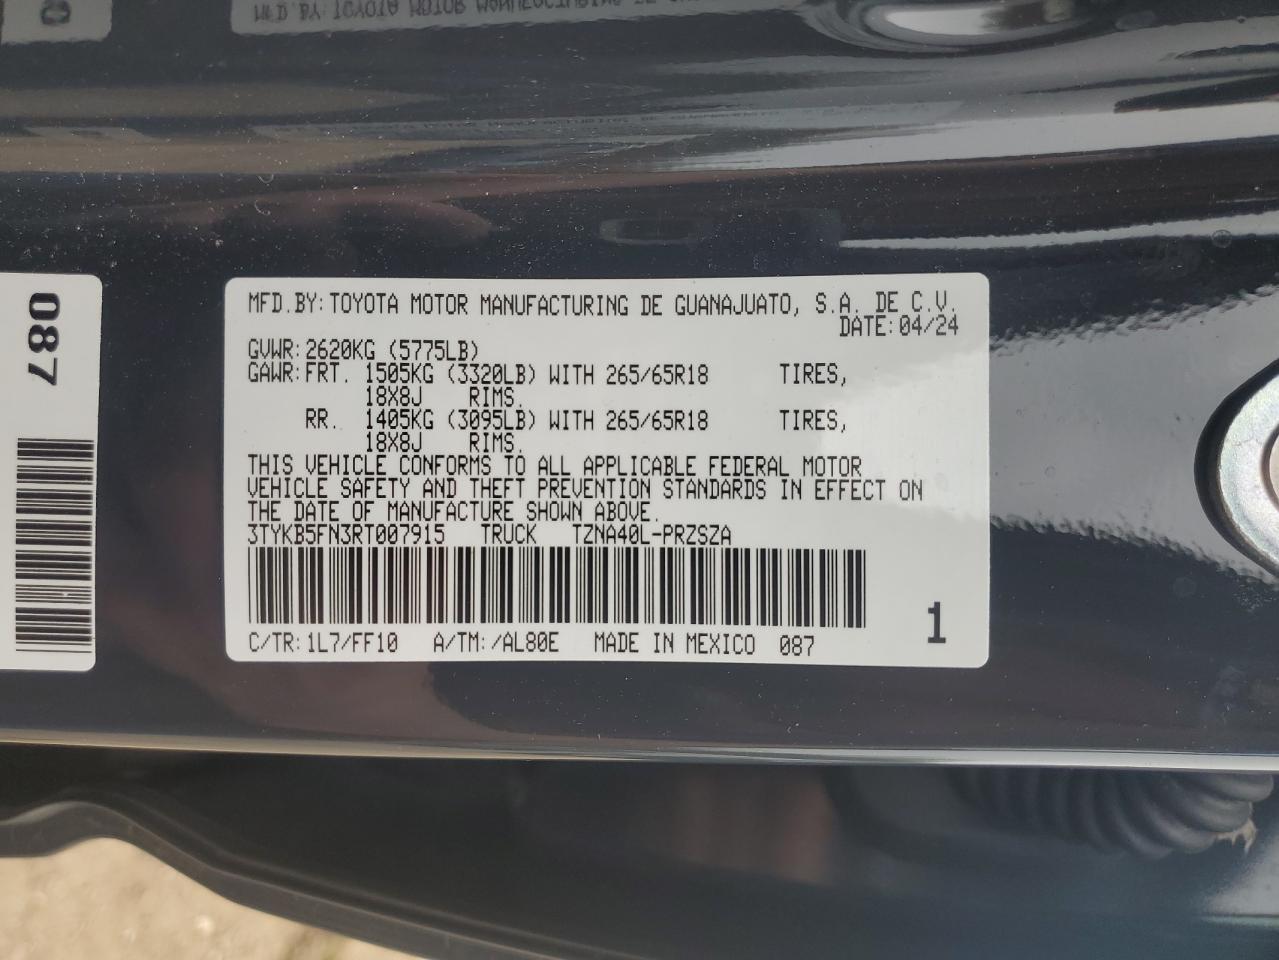 MFD.BY: TOYOTA MOTOR MANUFACTURING DE GUANAJUATO, S.A. DE C.V.
DATE: 04/24
GVWR: 2620KG (5775LB)
GAWR: FRT. 1505KG (3320LB) WITH 265/65R18 TIRES,
18X8J RIMS.
RR. 1405KG (3095LB) WITH 265/65R18 TIRES,
18X8J RIMS.
THIS VEHICLE CONFORMS TO ALL APPLICABLE FEDERAL MOTOR
VEHICLE SAFETY AND THEFT PREVENTION STANDARDS IN EFFECT ON
THE DATE OF MANUFACTURE SHOWN ABOVE.
3TYKB5FN3RT007915 TRUCK TZNA40L-PRZSZA
C/TR: 1L7/FF10 A/TM: /AL80E MADE IN MEXICO 087
1
087